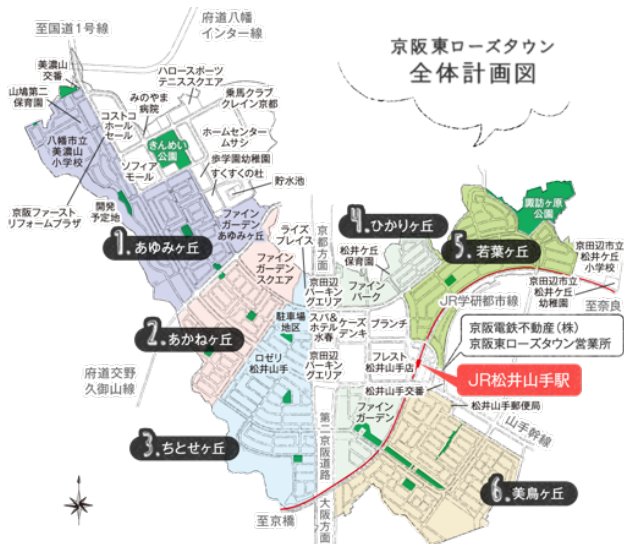 京阪東ローズタウン
全体計画図
府道八幡
インター線
至国道1号線
美濃山
交番
山鳩第二
保育園
八幡市立
美濃山
小学校
コストコ
ホール
セール
みのやま
病院
ハロースポーツ
テニススクエア
乗馬クラブ
クレイン京都
きんめい
公園
ホームセンター
ムサシ
歩学園幼稚園
すくすくの杜
貯水池
ソフィア
モール
開発
予定地
京阪ファースト
リフォームプラザ
1.あゆみヶ丘
ファイン
ガーデン
あゆみヶ丘
ファイン
ガーデン
スクエア
2.あかねヶ丘
府道交野
久御山線
ライズ
プレイス
京都方面
京田辺
パーキン
グエリア
駐車場
地区
スパ&
ホテル
水春
ケーズ
デンキ
ブランチ
ロゼリ
松井山手
京田辺
パーキン
グエリア
フレスト
松井山手店
松井山手交番
3.ちとせヶ丘
第二京阪道路
大阪方面
至京橋
4.ひかりヶ丘
松井ヶ丘
保育園
ファイン
パーク
5.若葉ヶ丘
諏訪ヶ原
公園
京田辺市立
松井ケ丘
小学校
京田辺市立
松井ケ丘
幼稚園
JR学研都市線
至奈良
京阪電鉄不動産(株)
京阪東ローズタウン営業所
JR松井山手駅
松井山手郵便局
山手幹線
ファイン
ガーデン
6.美鳥ヶ丘